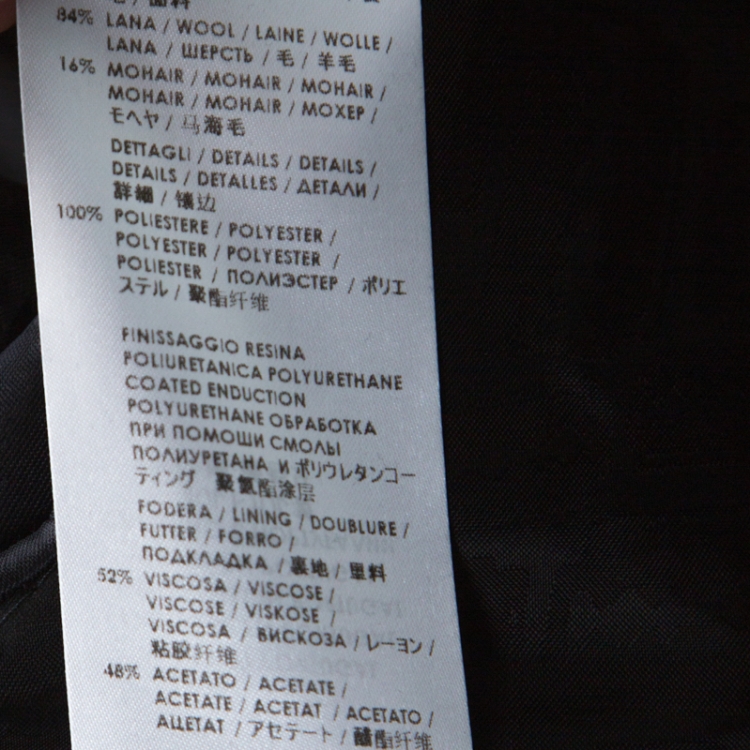 毛 / 面料
84% LANA / WOOL / LAINE / WOLLE /
LANA / ШЕРСТЬ / 毛 / 羊毛
16% MOHAIR / MOHAIR / MOHAIR /
MOHAIR / MOHAIR / МОХЕР /
モヘヤ / 马海毛
DETTAGLI / DETAILS / DETAILS /
DETAILS / DETALLES / ДЕТАЛИ /
詳細 / 镶边
100% POLIESTERE / POLYESTER /
POLYESTER / POLYESTER /
POLIESTER / ПОЛИЭСТЕР / ポリエ
ステル / 聚酯纤维
FINISSAGGIO RESINA
POLIURETANICA POLYURETHANE
COATED ENDUCTION
POLYURETHANE ОБРАБОТКА
ПРИ ПОМОШИ СМОЛЫ
ПОЛИУРЕТАНА И ポリウレタンコー
ティング 聚氨酯涂层
FODERA / LINING / DOUBLURE /
FUTTER / FORRO /
ПОДКЛАДКА / 裏地 / 里料
52% VISCOSA / VISCOSE /
VISCOSE / VISKOSE /
VISCOSA / ВИСКОЗА / レーヨン /
粘胶纤维
48% ACETATO / ACETATE /
ACETATE / ACETAT / ACETATO /
АЦЕТАТ / アセテート / 醋酯纤维